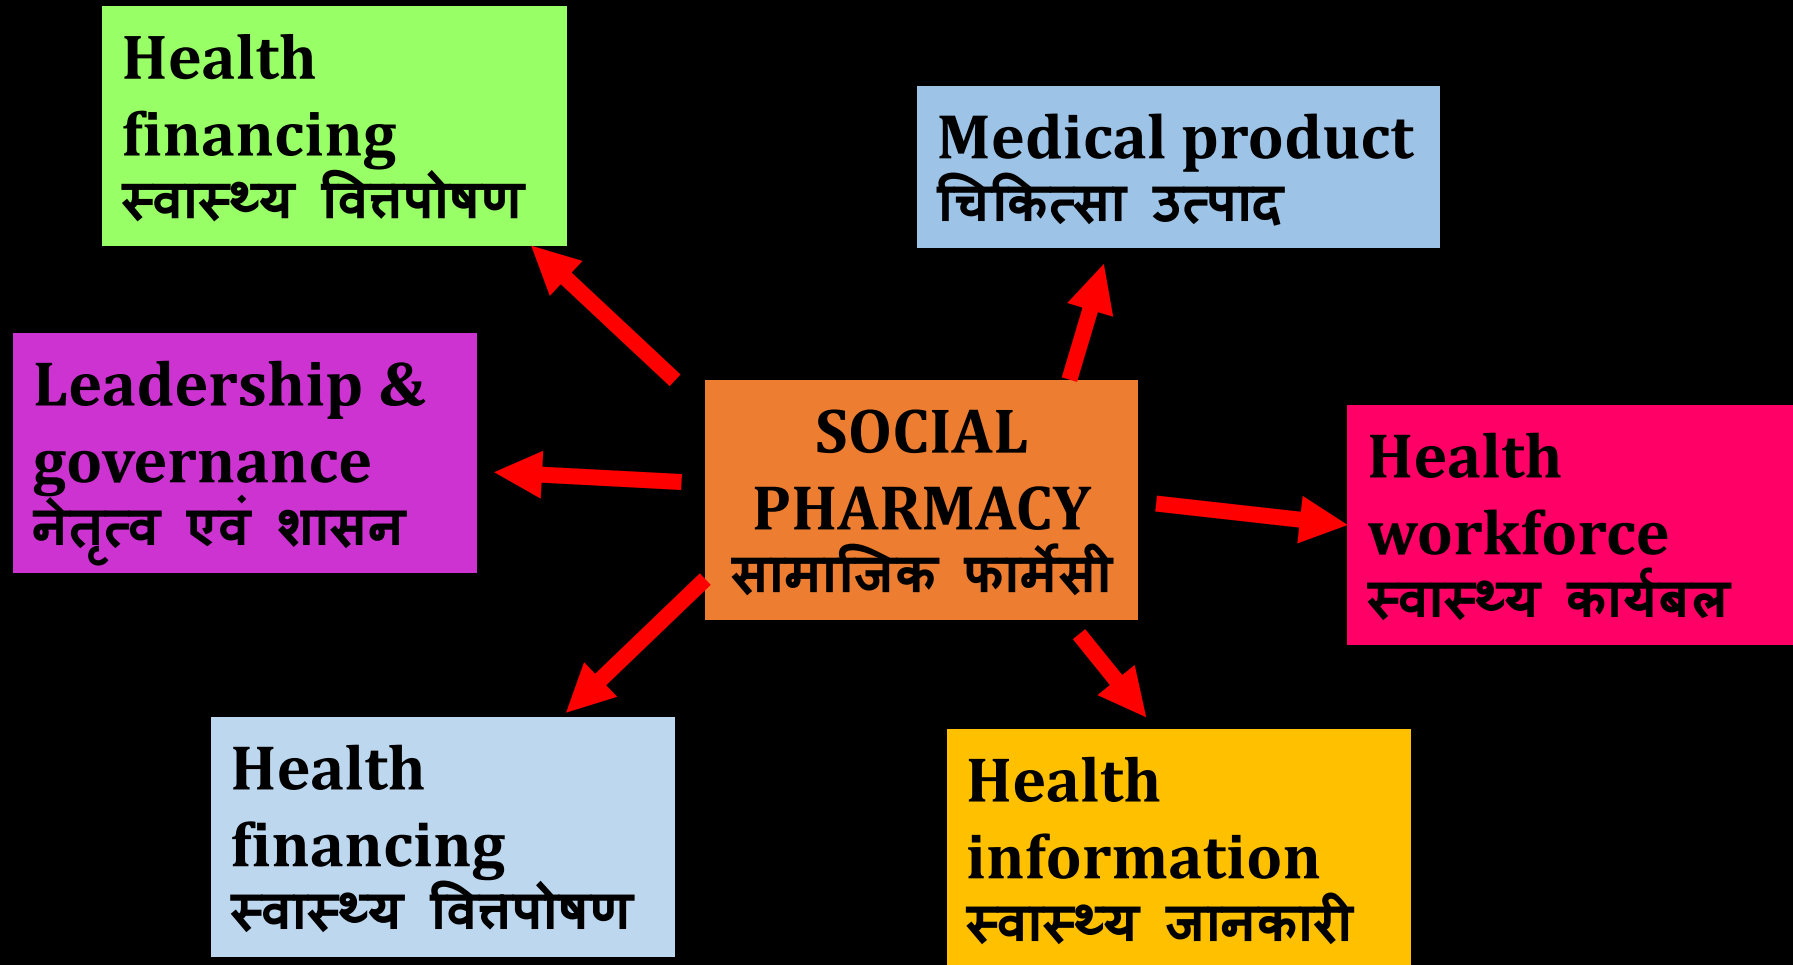 Health
financing
स्वास्थ्य वित्तपोषण
Medical product
चिकित्सा उत्पाद
Leadership &
governance
नेतृत्व एवं शासन
SOCIAL
PHARMACY
सामाजिक फार्मेसी
Health
workforce
स्वास्थ्य कार्यबल
Health
financing
स्वास्थ्य वित्तपोषण
Health
information
स्वास्थ्य जानकारी